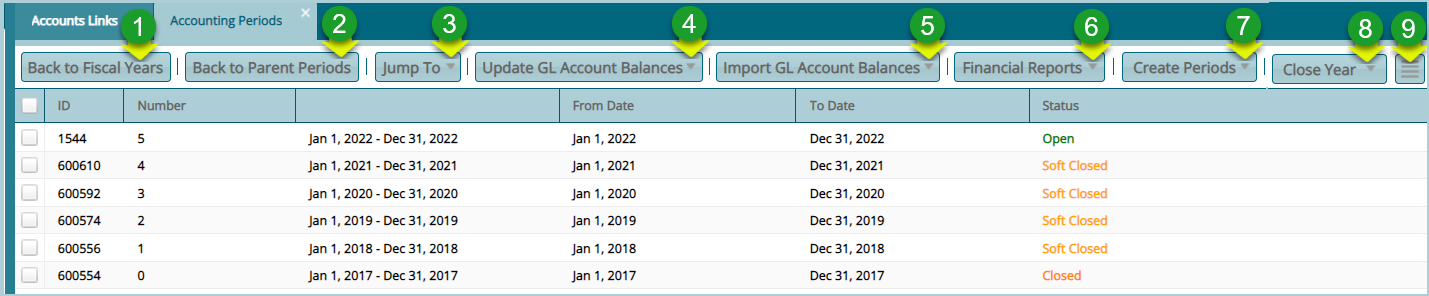 Accounts Links Accounting Periods ×
1 2 3 4 5 6 7 8 9
Back to Fiscal Years | Back to Parent Periods | Jump To | Update GL Account Balances | Import GL Account Balances | Financial Reports | Create Periods | Close Year
ID Number From Date To Date Status
1544 5 Jan 1, 2022 - Dec 31, 2022 Jan 1, 2022 Dec 31, 2022 Open
600610 4 Jan 1, 2021 - Dec 31, 2021 Jan 1, 2021 Dec 31, 2021 Soft Closed
600592 3 Jan 1, 2020 - Dec 31, 2020 Jan 1, 2020 Dec 31, 2020 Soft Closed
600574 2 Jan 1, 2019 - Dec 31, 2019 Jan 1, 2019 Dec 31, 2019 Soft Closed
600556 1 Jan 1, 2018 - Dec 31, 2018 Jan 1, 2018 Dec 31, 2018 Soft Closed
600554 0 Jan 1, 2017 - Dec 31, 2017 Jan 1, 2017 Dec 31, 2017 Closed